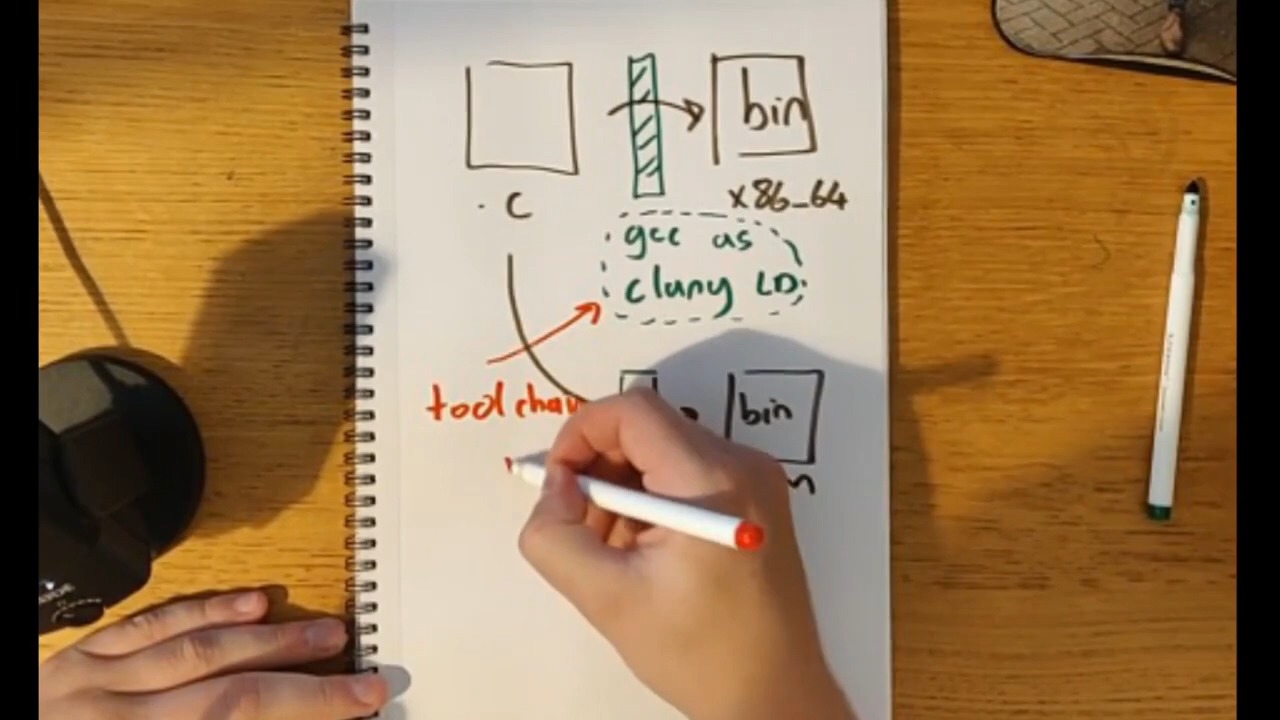 bin
.c
x86_64
gcc as
clang LD
toolchain
bin